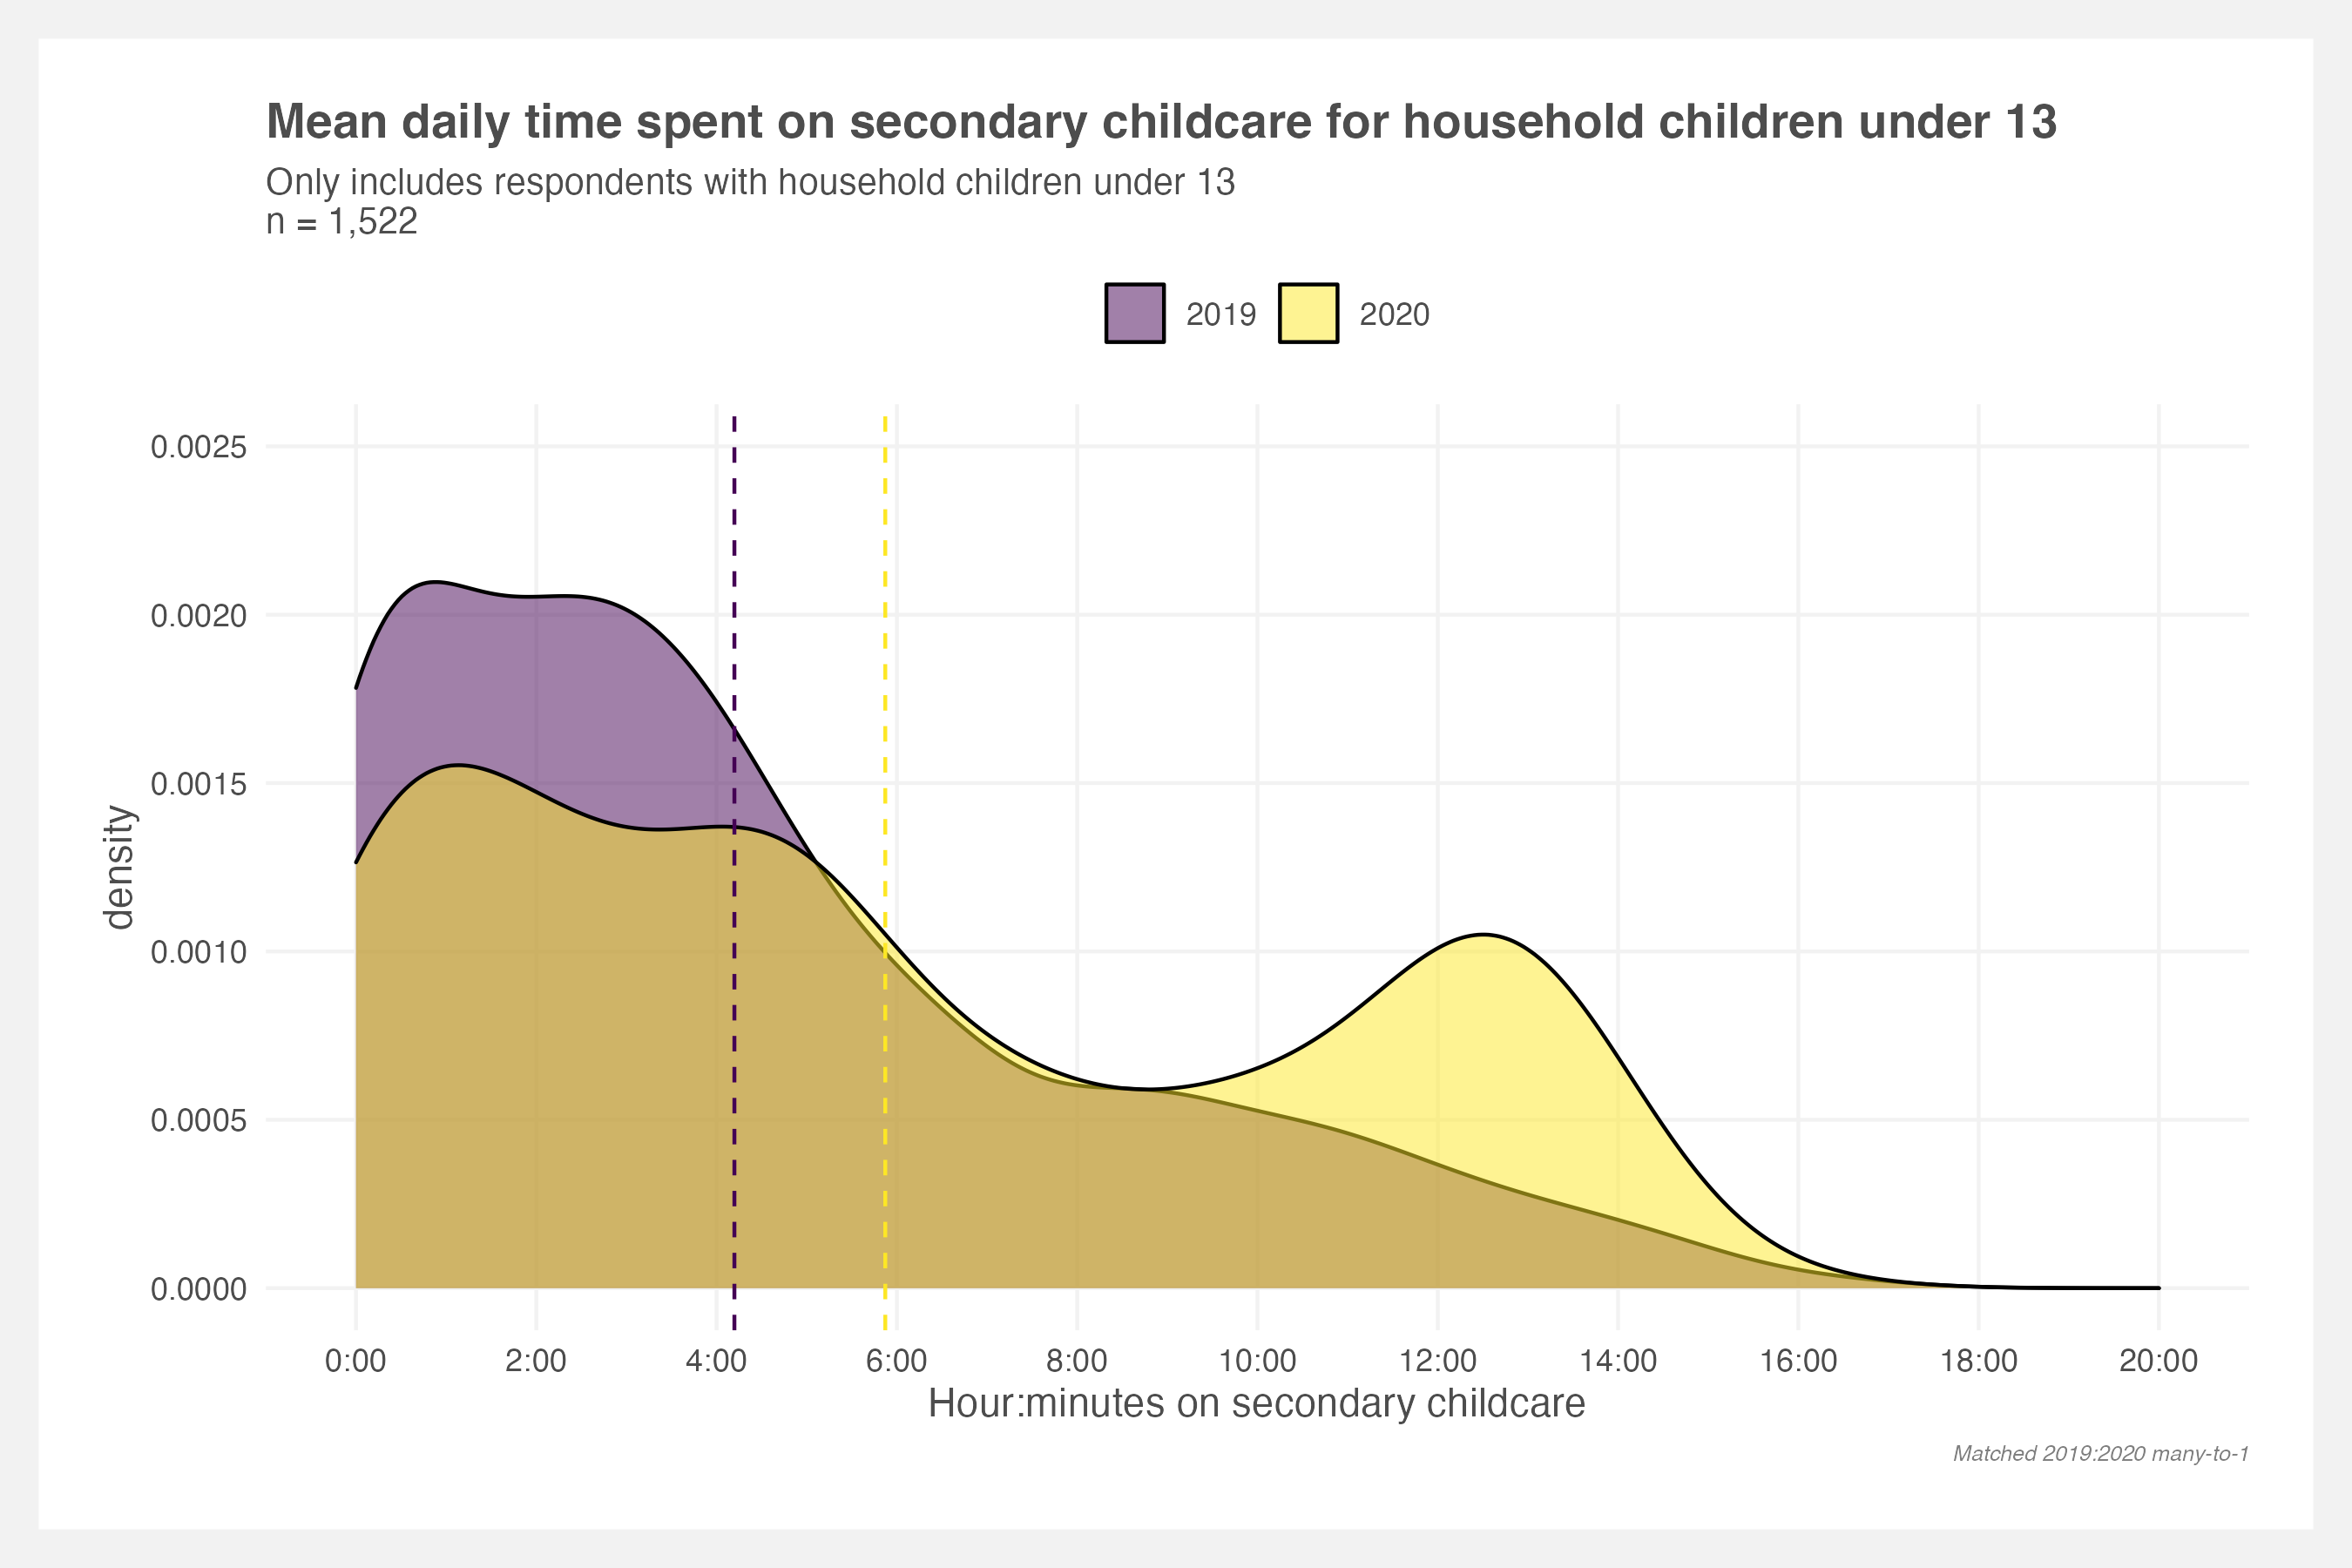 Mean daily time spent on secondary childcare for household children under 13
Only includes respondents with household children under 13
n = 1,522
2019 2020
0.0025
0.0020
0.0015
0.0010
0.0005
0.0000
density
0:00 2:00 4:00 6:00 8:00 10:00 12:00 14:00 16:00 18:00 20:00
Hour:minutes on secondary childcare
Matched 2019:2020 many-to-1